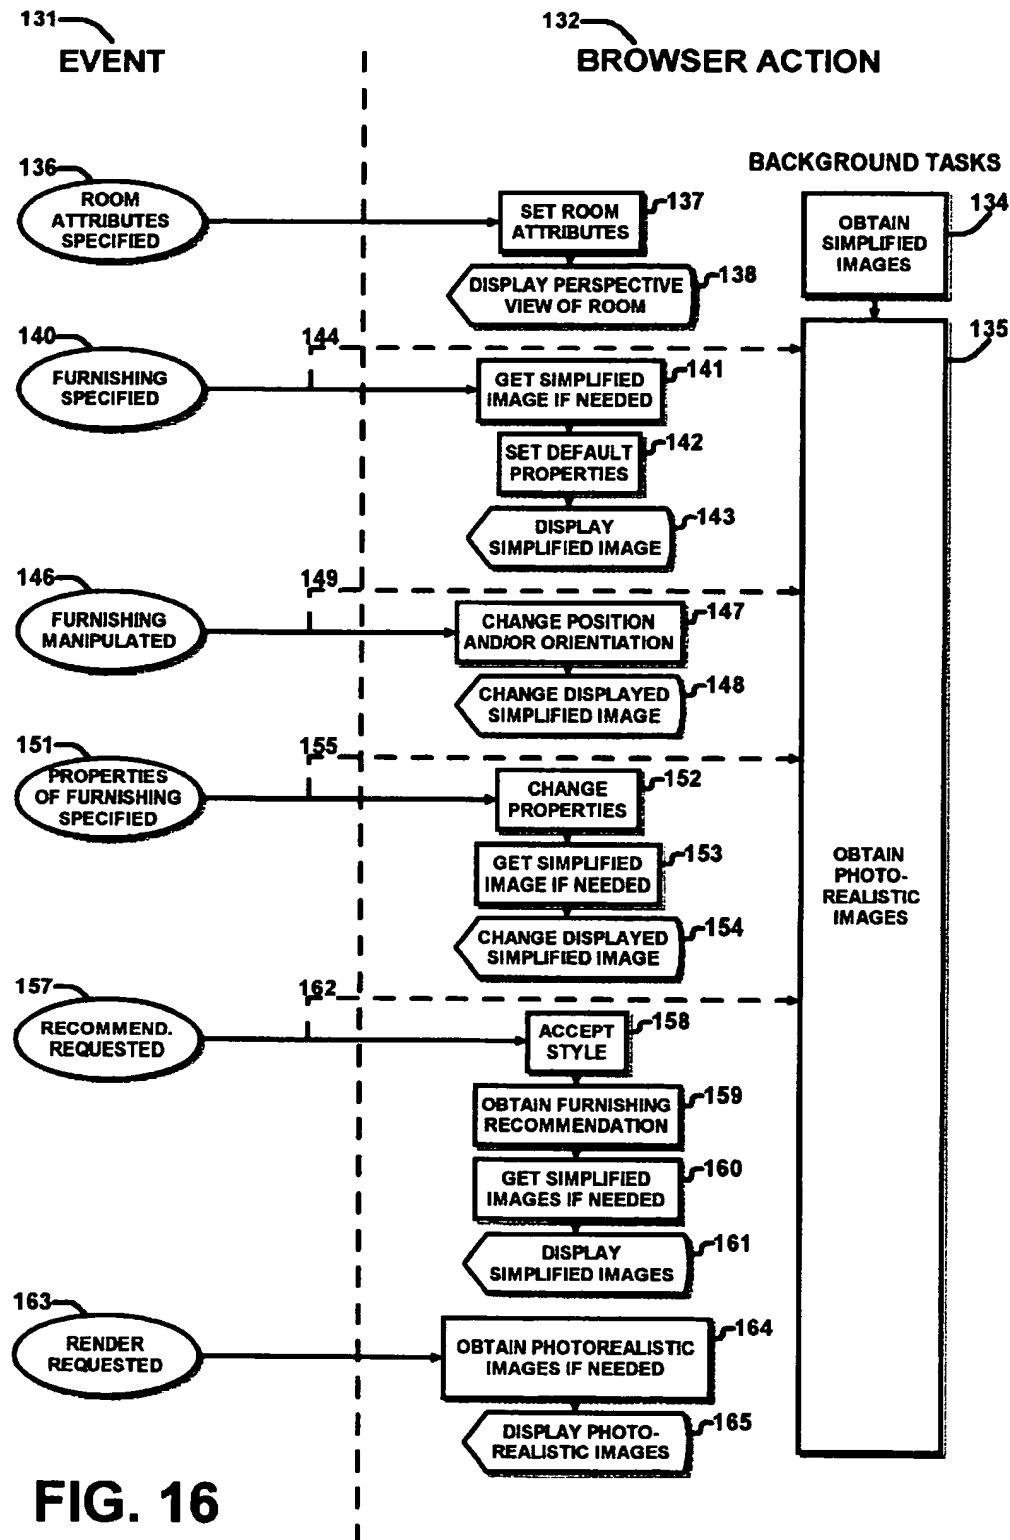 131
132
EVENT
BROWSER ACTION
BACKGROUND TASKS
136
ROOM
ATTRIBUTES
SPECIFIED
SET ROOM
ATTRIBUTES
137
DISPLAY PERSPECTIVE
VIEW OF ROOM
138
OBTAIN
SIMPLIFIED
IMAGES
134
135
140
144
FURNISHING
SPECIFIED
GET SIMPLIFIED
IMAGE IF NEEDED
141
SET DEFAULT
PROPERTIES
142
DISPLAY
SIMPLIFIED IMAGE
143
146
149
FURNISHING
MANIPULATED
CHANGE POSITION
AND/OR ORIENTIATION
147
CHANGE DISPLAYED
SIMPLIFIED IMAGE
148
151
155
PROPERTIES
OF FURNISHING
SPECIFIED
CHANGE
PROPERTIES
152
GET SIMPLIFIED
IMAGE IF NEEDED
153
CHANGE DISPLAYED
SIMPLIFIED IMAGE
154
OBTAIN
PHOTO-
REALISTIC
IMAGES
157
162
RECOMMEND.
REQUESTED
ACCEPT
STYLE
158
OBTAIN FURNISHING
RECOMMENDATION
159
GET SIMPLIFIED
IMAGES IF NEEDED
160
DISPLAY
SIMPLIFIED IMAGES
161
163
RENDER
REQUESTED
OBTAIN PHOTOREALISTIC
IMAGES IF NEEDED
164
DISPLAY PHOTO-
REALISTIC IMAGES
165
FIG. 16